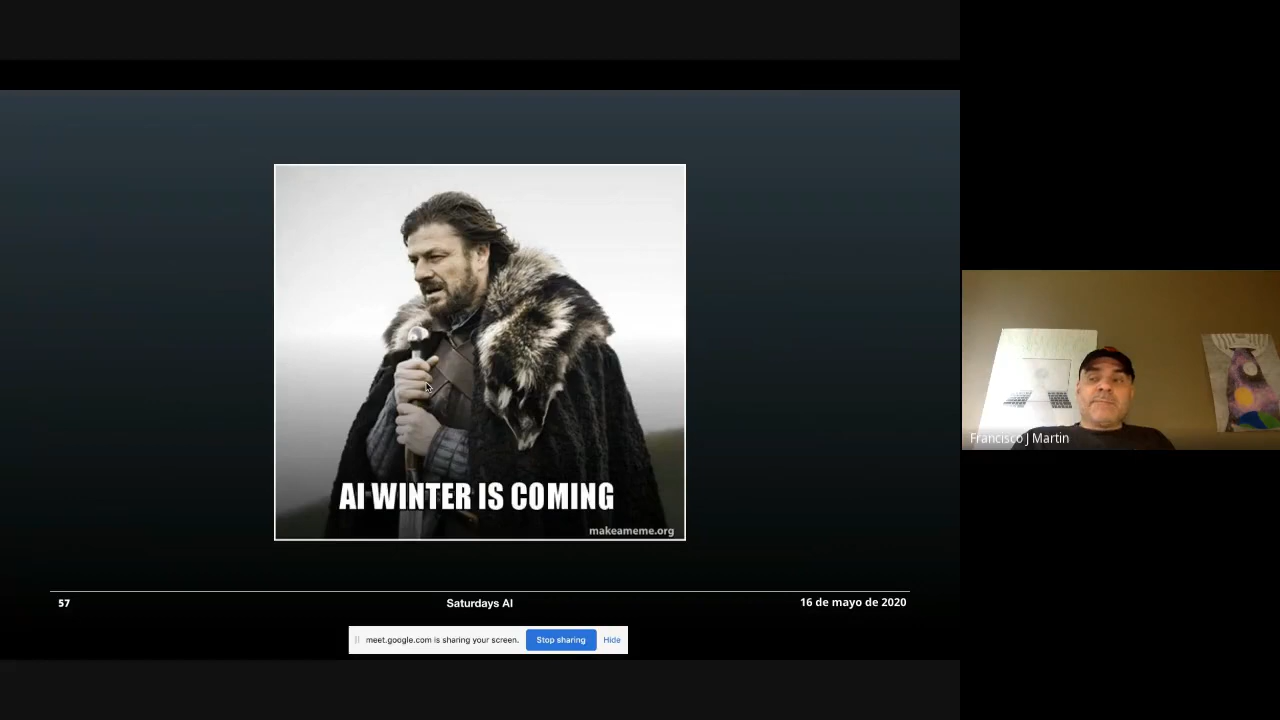 AI WINTER IS COMING
makeameme.org
57
Saturdays AI
16 de mayo de 2020
meet.google.com is sharing your screen.
Stop sharing
Hide
Francisco J Martin